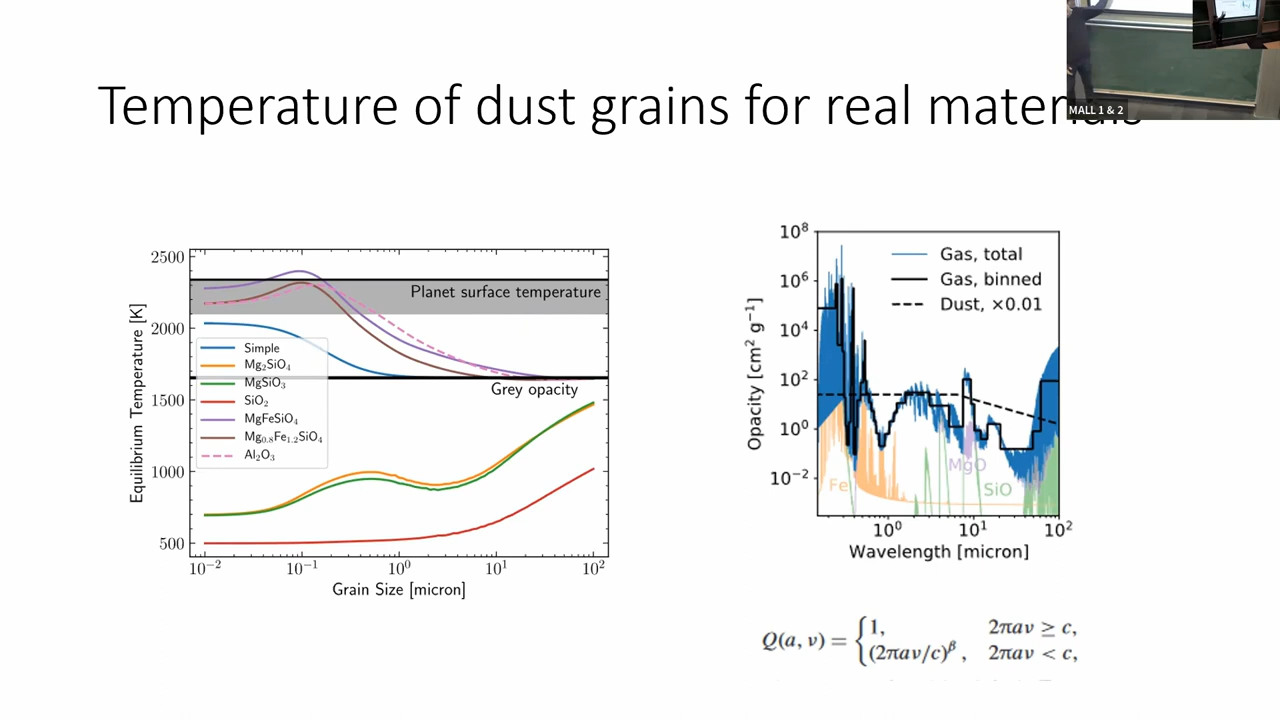 Temperature of dust grains for real materials
MALL 1 & 2
2500
2000
1500
1000
500
Equilibrium Temperature [K]
Planet surface temperature
Grey opacity
Simple
Mg₂SiO₄
MgSiO₃
SiO₂
MgFeSiO₄
Mg₀.₈Fe₁.₂SiO₄
Al₂O₃
10⁻² 10⁻¹ 10⁰ 10¹ 10²
Grain Size [micron]
10⁸
10⁶
10⁴
10²
10⁰
10⁻²
Opacity [cm² g⁻¹]
Gas, total
Gas, binned
Dust, ×0.01
MgO
Fe
SiO
10⁰ 10¹ 10²
Wavelength [micron]
Q(a, ν) = { 1, 2πaν ≥ c,
(2πaν/c)^β, 2πaν < c,